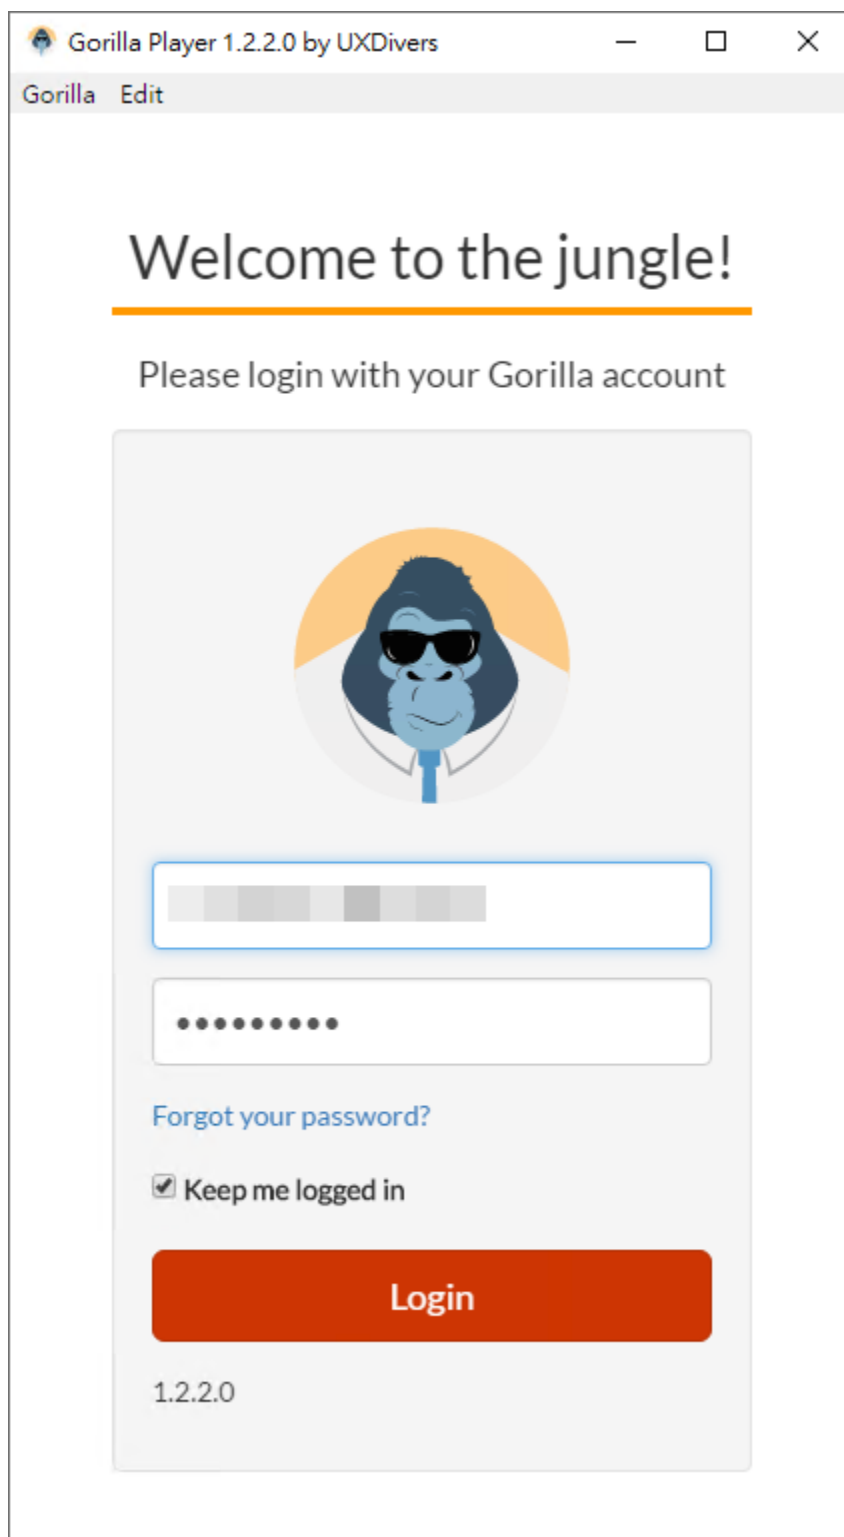 Gorilla Player 1.2.2.0 by UXDivers
Gorilla Edit
Welcome to the jungle!
Please login with your Gorilla account
•••••••••
Forgot your password?
Keep me logged in
Login
1.2.2.0